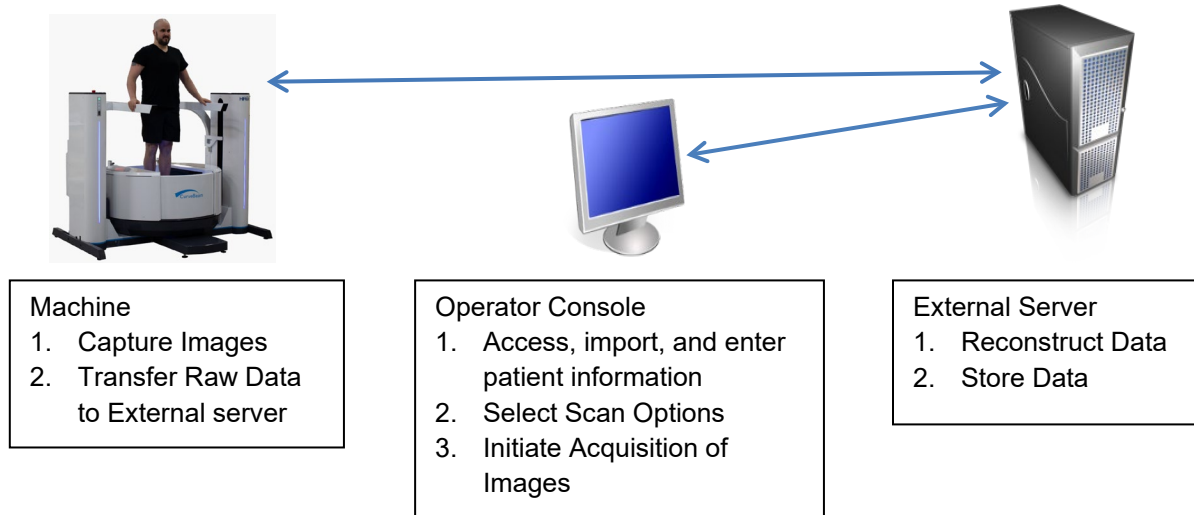 CurveBeam
Machine
1. Capture Images
2. Transfer Raw Data
to External server
Operator Console
1. Access, import, and enter
patient information
2. Select Scan Options
3. Initiate Acquisition of
Images
External Server
1. Reconstruct Data
2. Store Data